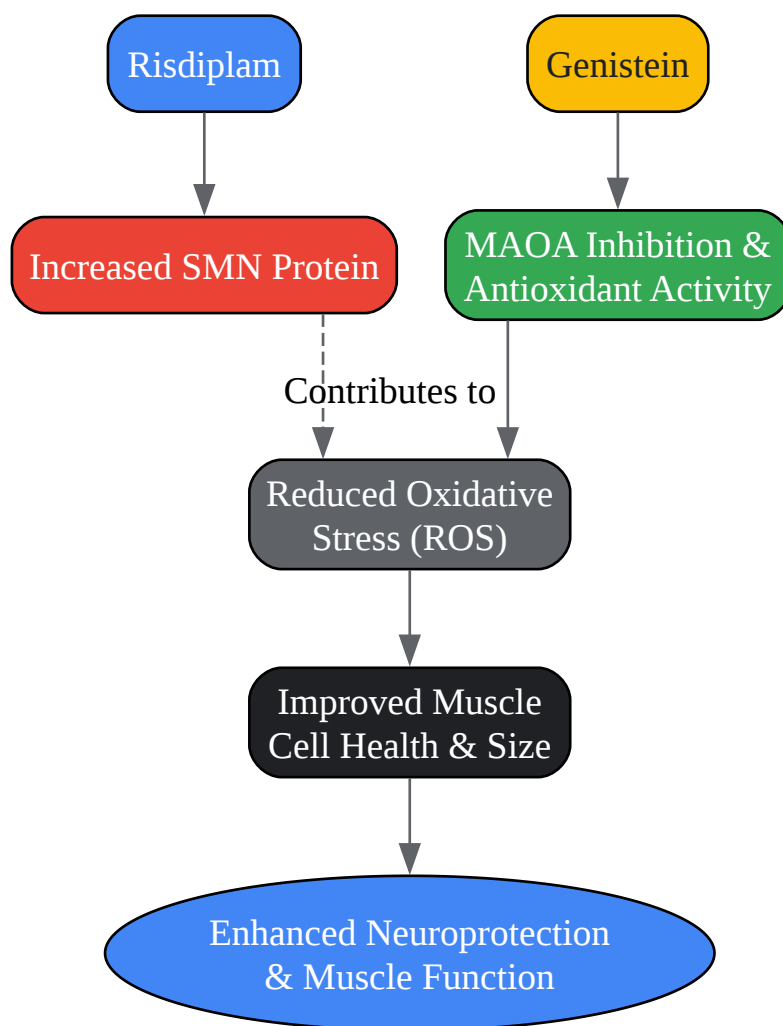 Risdiplam
Genistein
Increased SMN Protein
MAOA Inhibition &
Antioxidant Activity
Contributes to
Reduced Oxidative
Stress (ROS)
Improved Muscle
Cell Health & Size
Enhanced Neuroprotection
& Muscle Function